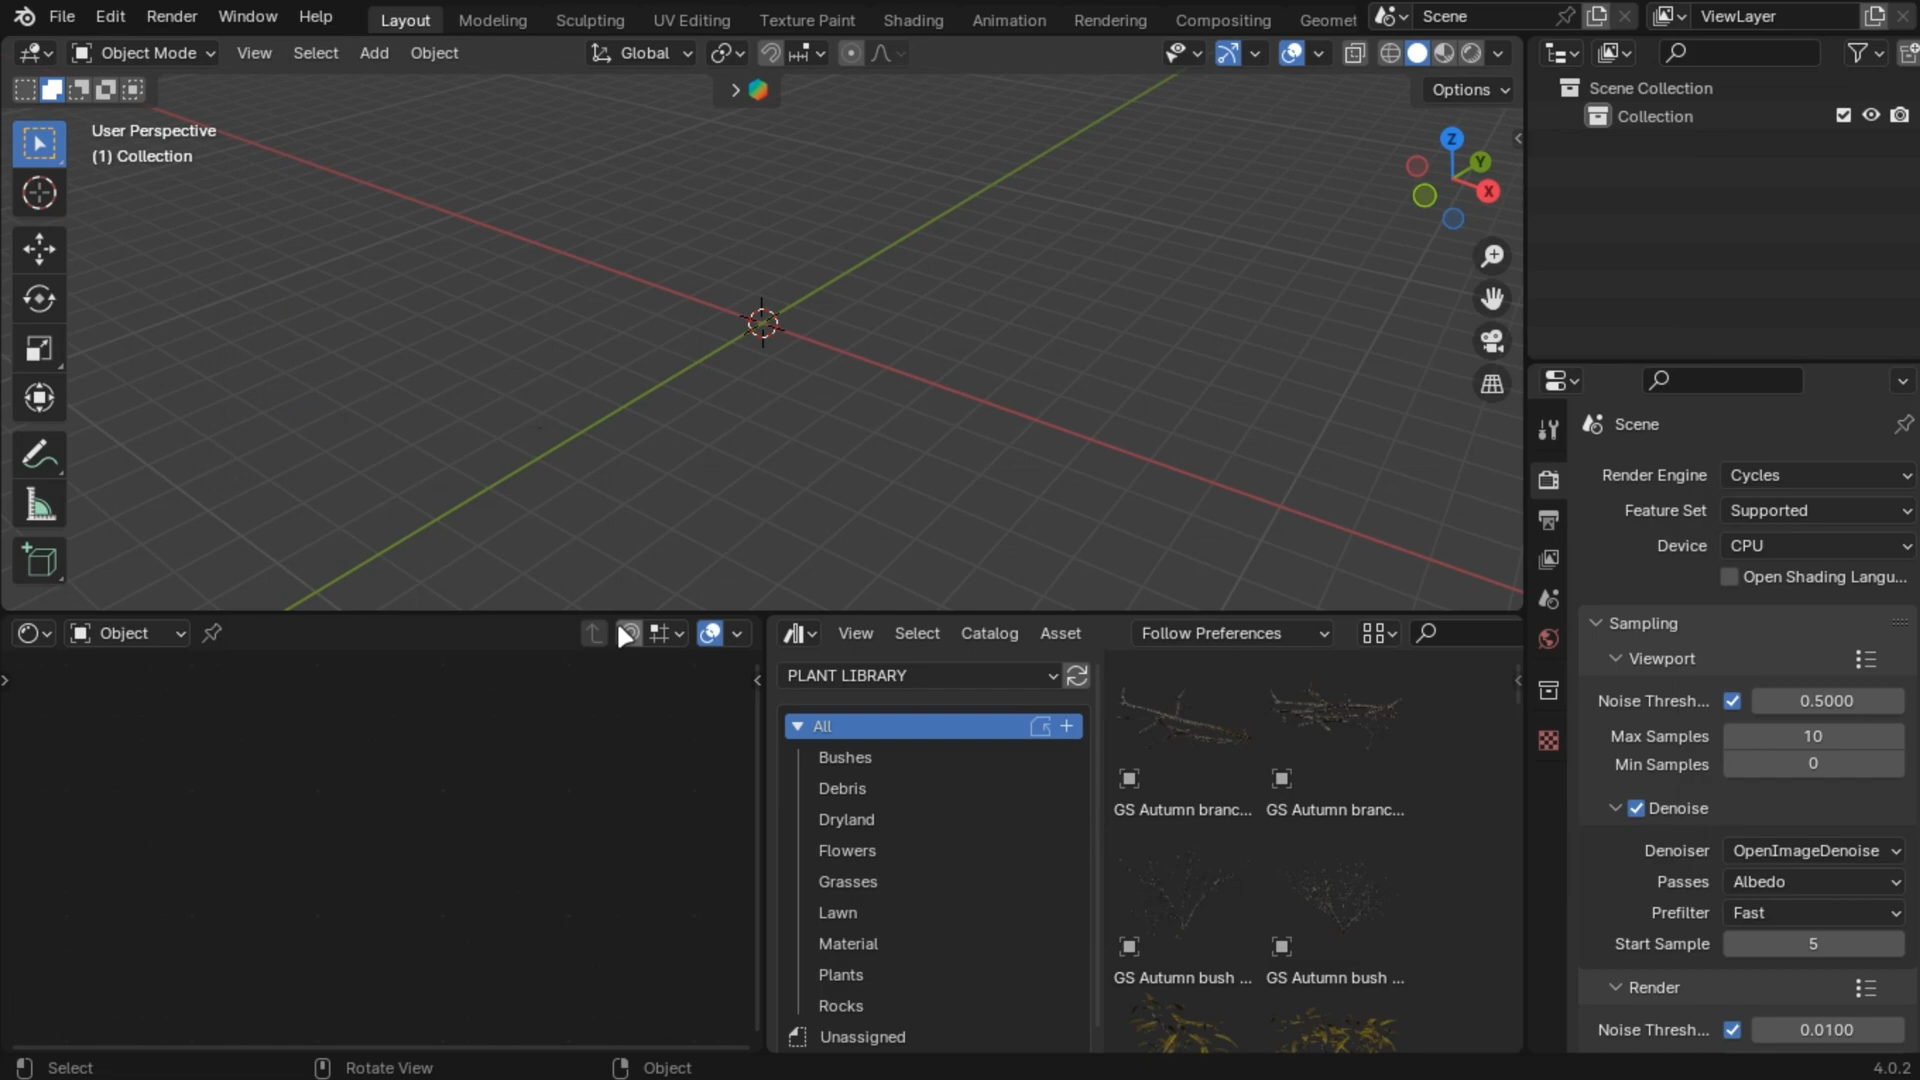 File Edit Render Window Help Layout Modeling Sculpting UV Editing Texture Paint Shading Animation Rendering Compositing Geomet Scene ViewLayer
Object Mode View Select Add Object Global
Options
User Perspective
(1) Collection
Z
Y
X
Scene Collection
Collection
Scene
Render Engine Cycles
Feature Set Supported
Device CPU
Open Shading Langu...
Sampling
Viewport
Noise Thresh... 0.5000
Max Samples 10
Min Samples 0
Denoise
Denoiser OpenImageDenoise
Passes Albedo
Prefilter Fast
Start Sample 5
Render
Noise Thresh... 0.0100
Object
View Select Catalog Asset Follow Preferences
PLANT LIBRARY
All
Bushes
Debris
Dryland
Flowers
Grasses
Lawn
Material
Plants
Rocks
Unassigned
GS Autumn branc... GS Autumn branc...
GS Autumn bush ... GS Autumn bush ...
Select Rotate View Object 4.0.2